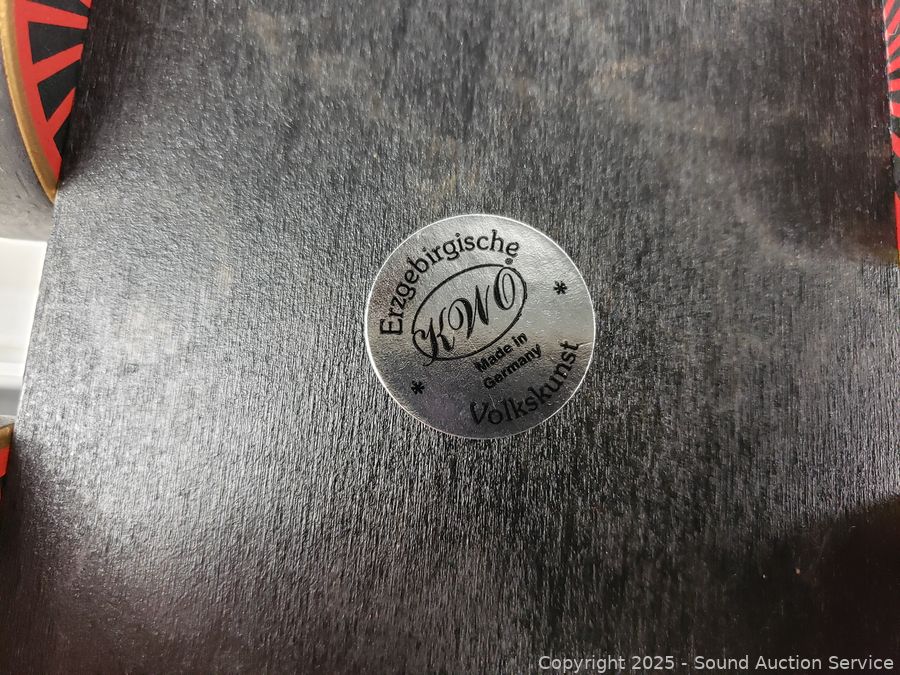 Erzgebirgische
KWO®
Made in
Germany
Volkskunst
Copyright 2025 - Sound Auction Service